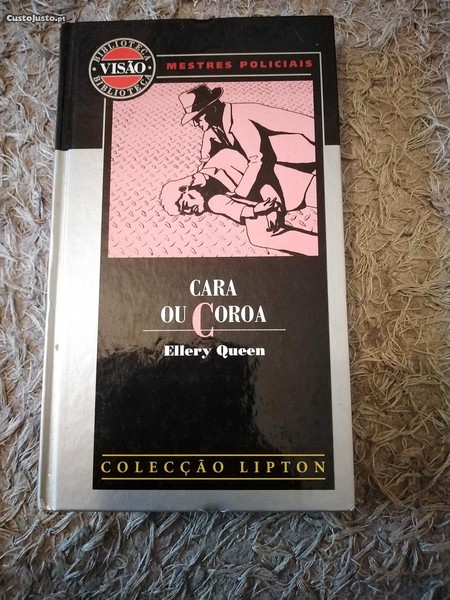 CustoJusto.pt
BIBLIOTECA
VISÃO
BIBLIOTECA
MESTRES POLICIAIS
CARA
OU COROA
Ellery Queen
COLECÇÃO LIPTON